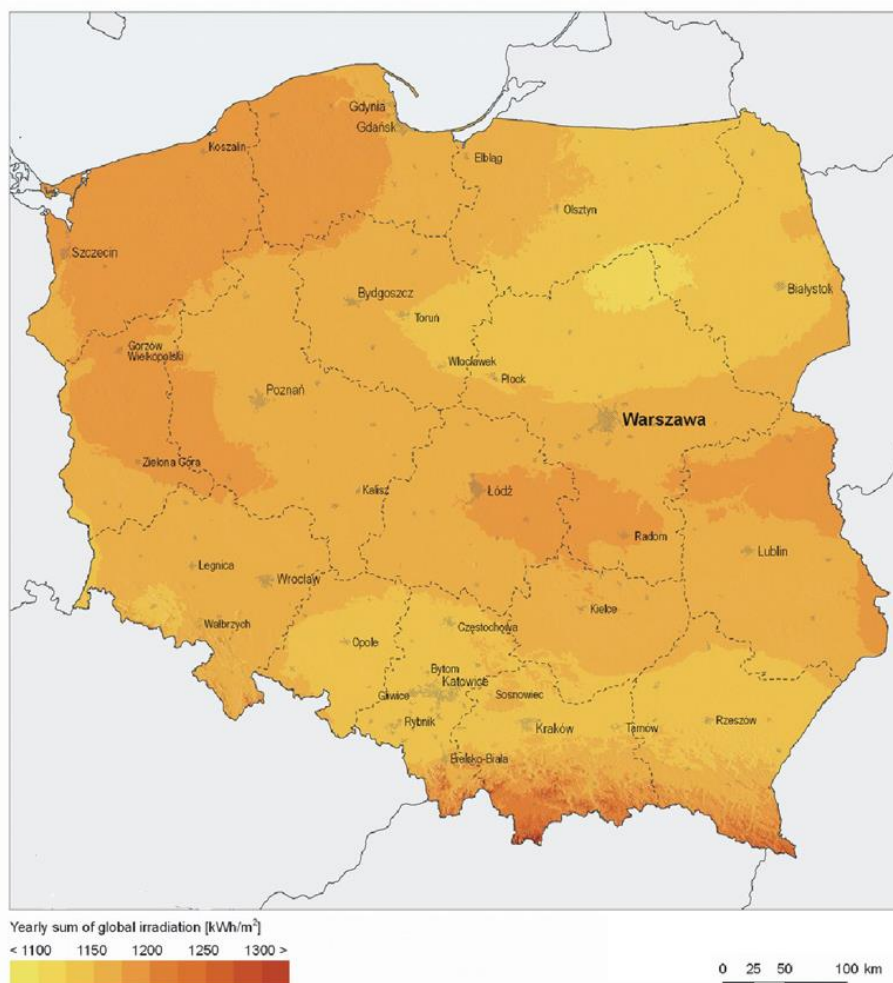 Gdynia
Gdańsk
Koszalin
Elbląg
Olsztyn
Szczecin
Bydgoszcz
Białystok
Toruń
Gorzów
Wielkopolski
Włocławek
Płock
Poznań
Warszawa
Zielona Góra
Kalisz
Łódź
Radom
Lublin
Legnica
Wrocław
Kielce
Wałbrzych
Częstochowa
Opole
Bytom
Katowice
Gliwice
Sosnowiec
Rybnik
Kraków
Tarnów
Rzeszów
Bielsko-Biała
Yearly sum of global irradiation [kWh/m²]
< 1100 1150 1200 1250 1300 >
0 25 50 100 km